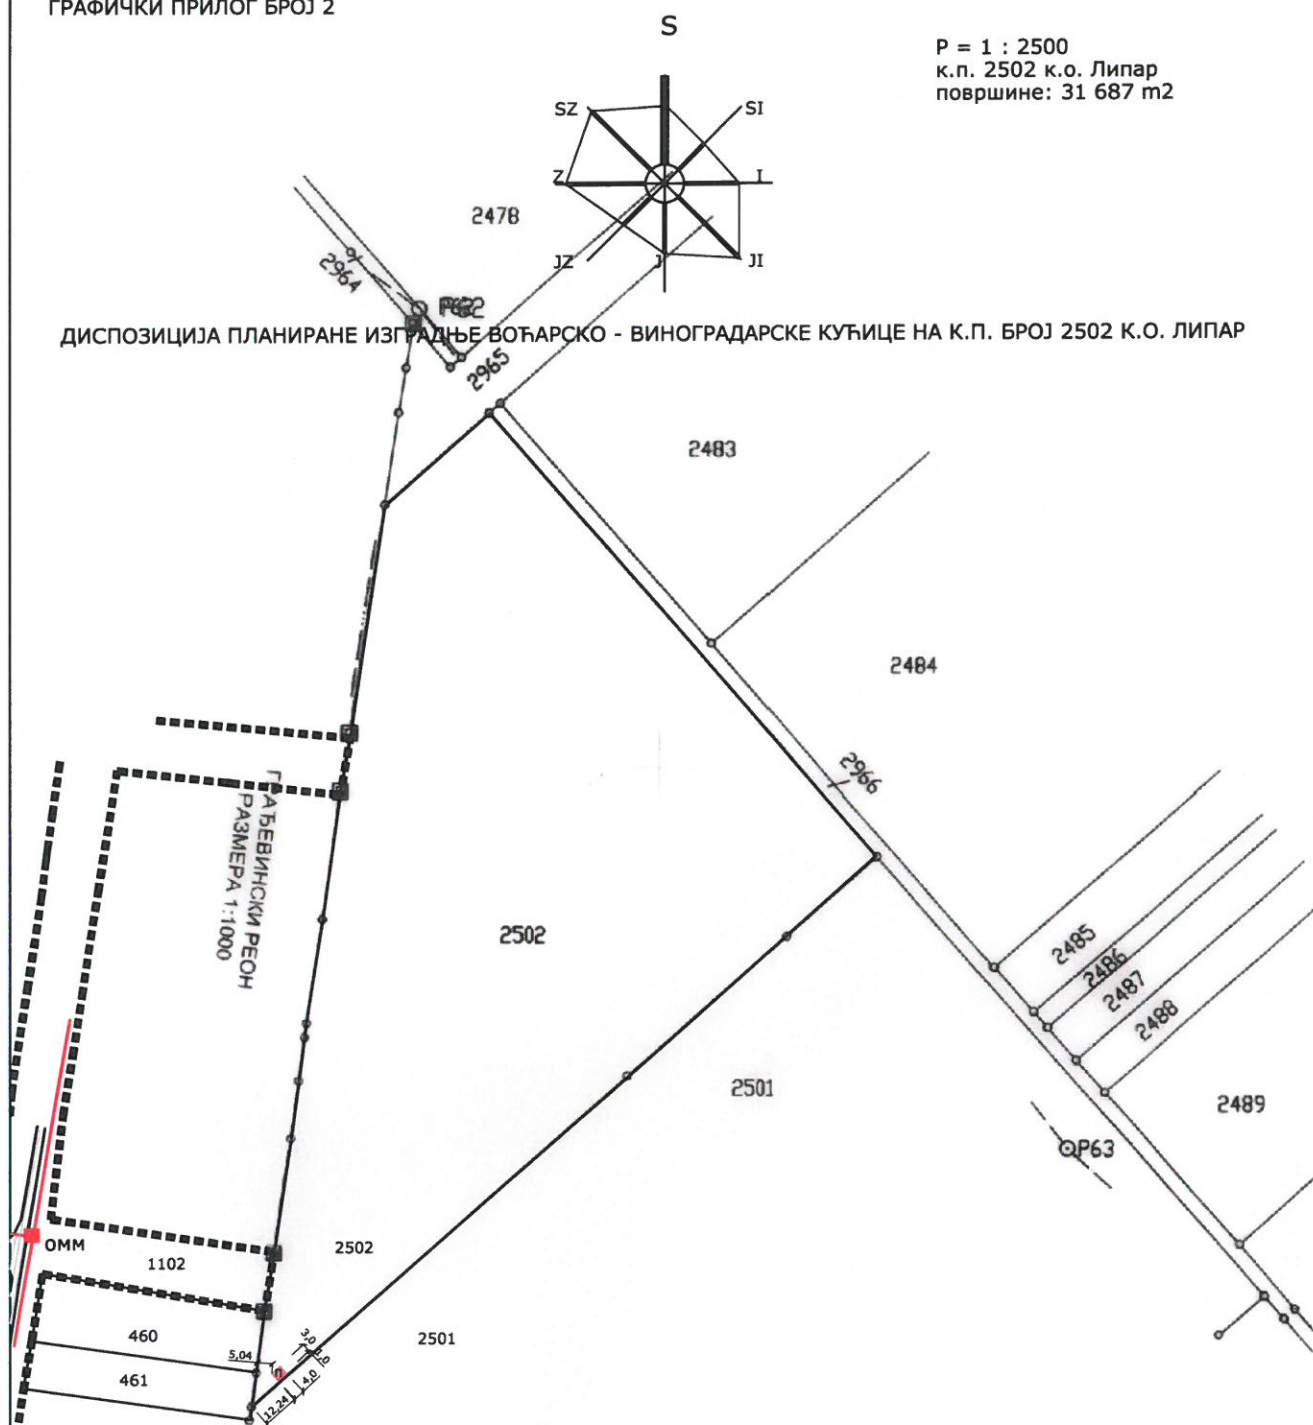 ГРАФИЧКИ ПРИЛОГ БРОЈ 2
S
Р = 1 : 2500
к.п. 2502 к.о. Липар
површине: 31 687 m2
SZ
SI
Z
I
JZ
J
JI
2478
2964
ДИСПОЗИЦИЈА ПЛАНИРАНЕ ИЗГРАДЊЕ ВОЋАРСКО - ВИНОГРАДАРСКЕ КУЋИЦЕ НА К.П. БРОЈ 2502 К.О. ЛИПАР
2965
2483
2484
2966
ГРАЂЕВИНСКИ РЕОН
РАЗМЕРА 1:1000
2502
2485
2486
2487
2488
2501
2489
P63
ОММ
1102
2502
460
461
2501
5,04
3,0
1,0
4,0
12,24